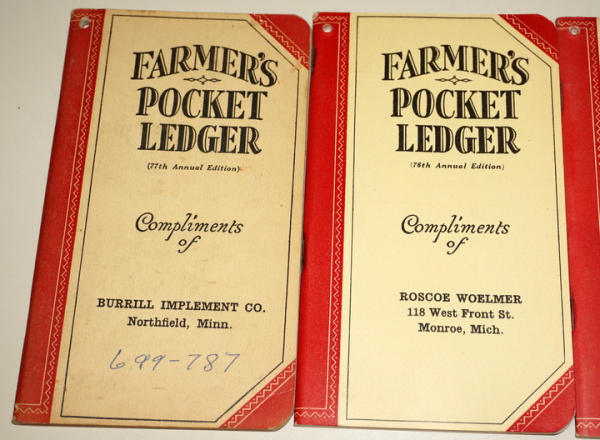 FARMER'S
POCKET
LEDGER
(77th Annual Edition)
Compliments
of
BURRILL IMPLEMENT CO.
Northfield, Minn.
699-787
FARMER'S
POCKET
LEDGER
(76th Annual Edition)
Compliments
of
ROSCOE WOELMER
118 West Front St.
Monroe, Mich.